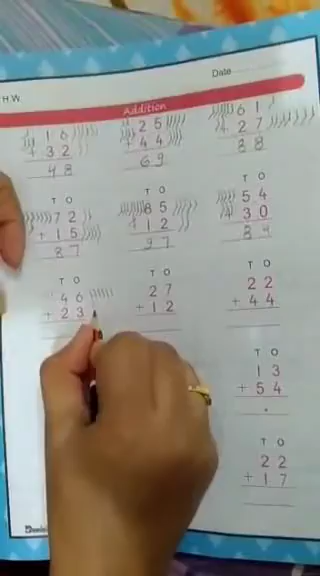 Date
H.W.
Addition
16 25 61
+ 32 + 44 + 27
48 69 88
T O T O T O
72 85 54
+ 15 + 12 + 30
87 97 84
T O T O T O
46 27 22
+ 23 + 12 + 44
T O
13
+ 54
T O
22
+ 17